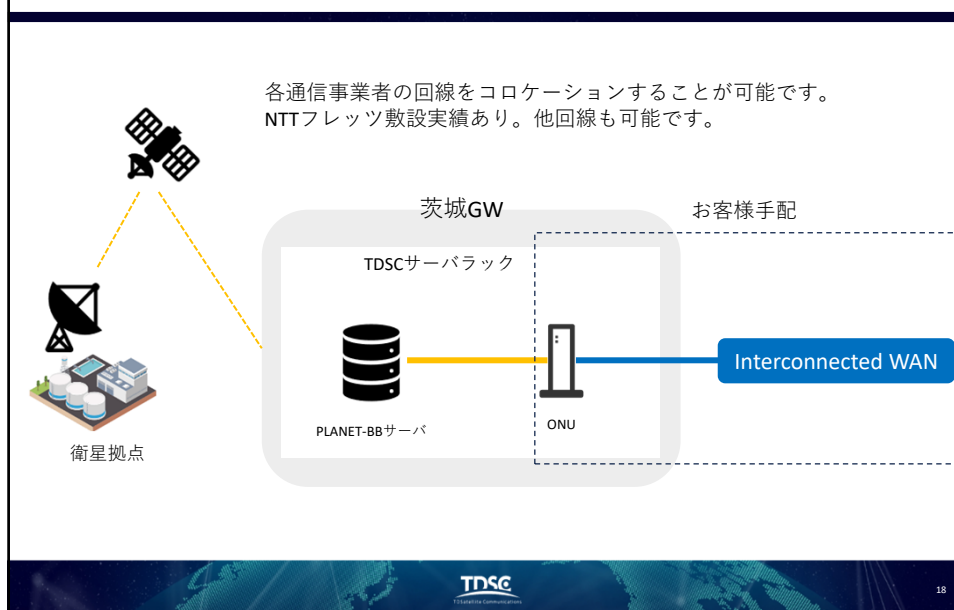 各通信事業者の回線をコロケーションすることが可能です。
NTTフレッツ敷設実績あり。他回線も可能です。
茨城GW
お客様手配
TDSCサーバラック
Interconnected WAN
PLANET-BBサーバ
ONU
衛星拠点
TDSC
TD Satellite Communications
18